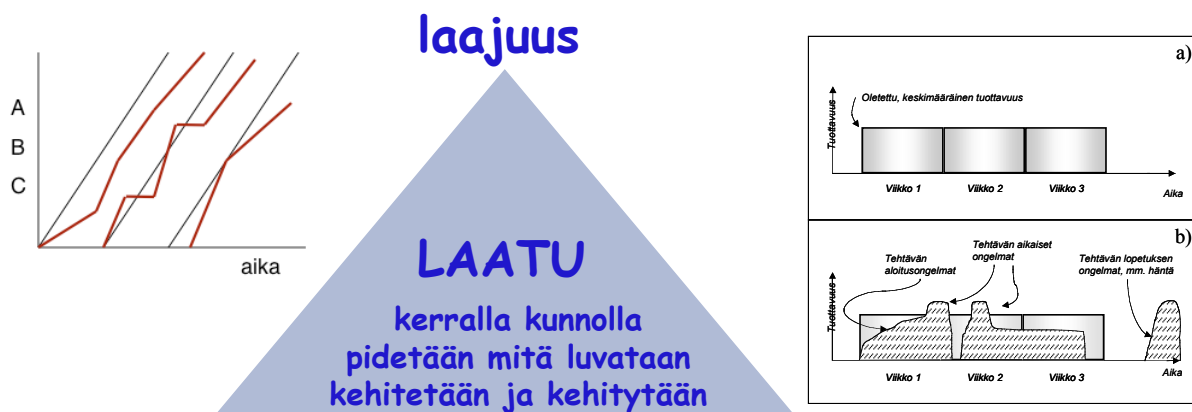 laajuus
A
B
C
aika
LAATU
kerralla kunnolla
pidetään mitä luvataan
kehitetään ja kehitytään
a)
Tuottavuus
Oletettu, keskimääräinen tuottavuus
Viikko 1
Viikko 2
Viikko 3
Aika
b)
Tuottavuus
Tehtävän
aloitusongelmat
Tehtävän aikaiset
ongelmat
Tehtävän lopetuksen
ongelmat, mm. häntä
Viikko 1
Viikko 2
Viikko 3
Aika